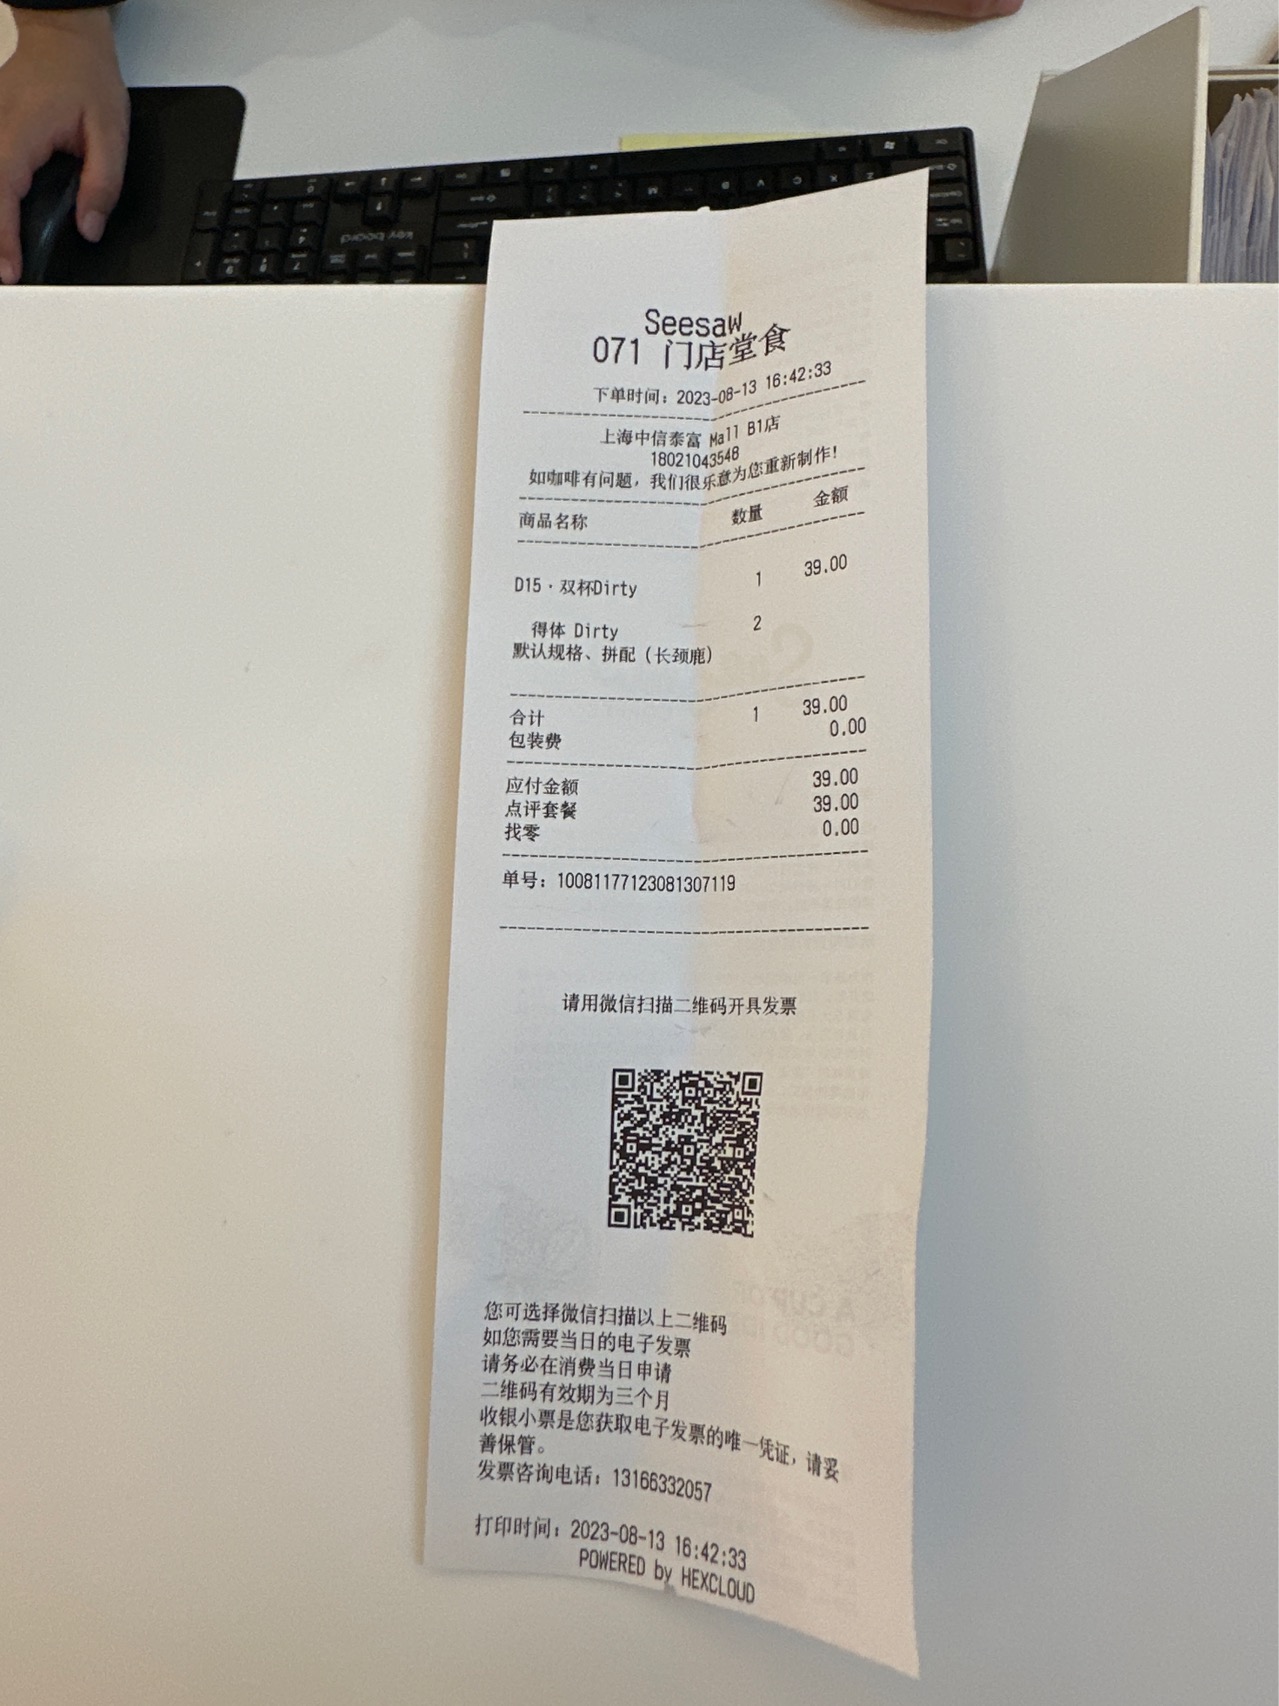 Seesaw
071 门店堂食
下单时间：2023-08-13 16:42:33
上海中信泰富 Mall B1店
18021043548
如咖啡有问题，我们很乐意为您重新制作！
商品名称 数量 金额
D15·双杯Dirty 1 39.00
得体 Dirty 2
默认规格、拼配（长颈鹿）
合计 1 39.00
包装费 0.00
应付金额 39.00
点评套餐 39.00
找零 0.00
单号：10081177123081307119
请用微信扫描二维码开具发票
您可选择微信扫描以上二维码
如您需要当日的电子发票
请务必在消费当日申请
二维码有效期为三个月
收银小票是您获取电子发票的唯一凭证，请妥
善保管。
发票咨询电话：13166332057
打印时间：2023-08-13 16:42:33
POWERED by HEXCLOUD